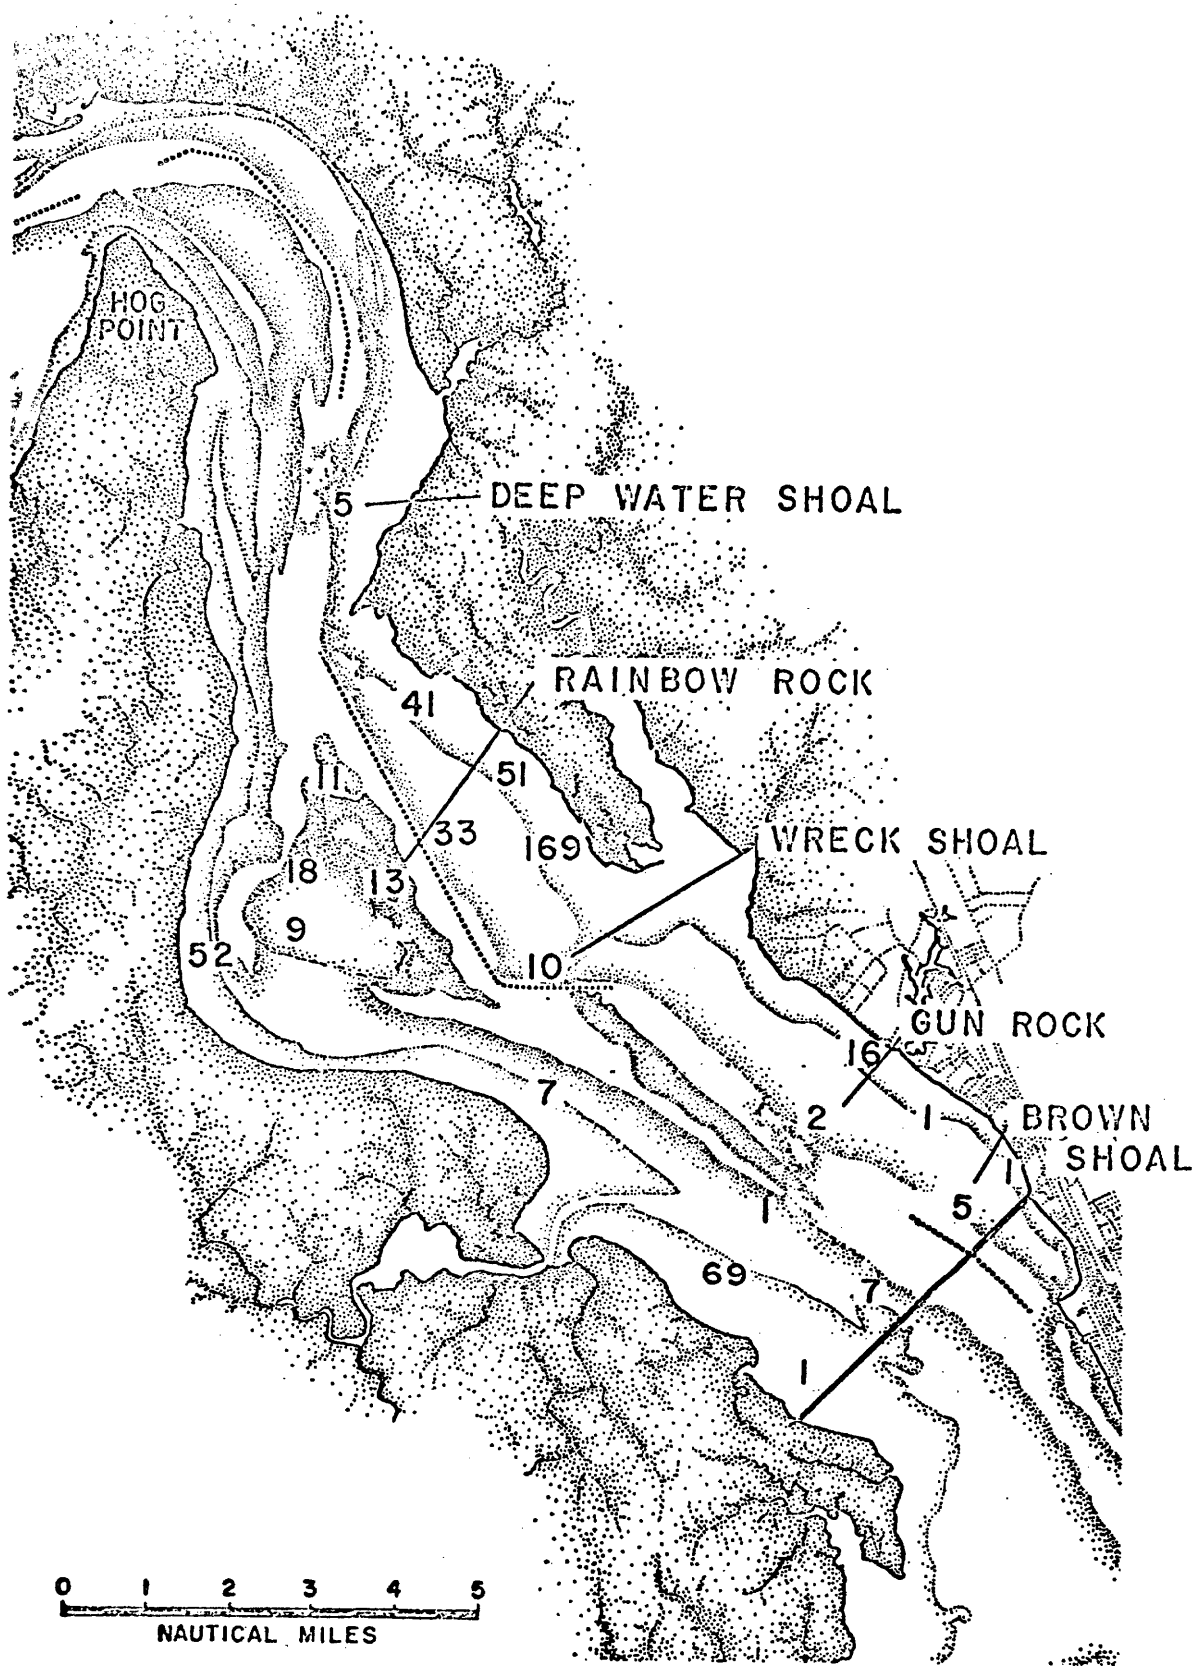 HOG
POINT
5 DEEP WATER SHOAL
RAINBOW ROCK
41
51
11
33
169
WRECK SHOAL
18
13
9
52
10
GUN ROCK
16
7
2
1
BROWN
SHOAL
1
5
1
69
7
1
0 1 2 3 4 5
NAUTICAL MILES